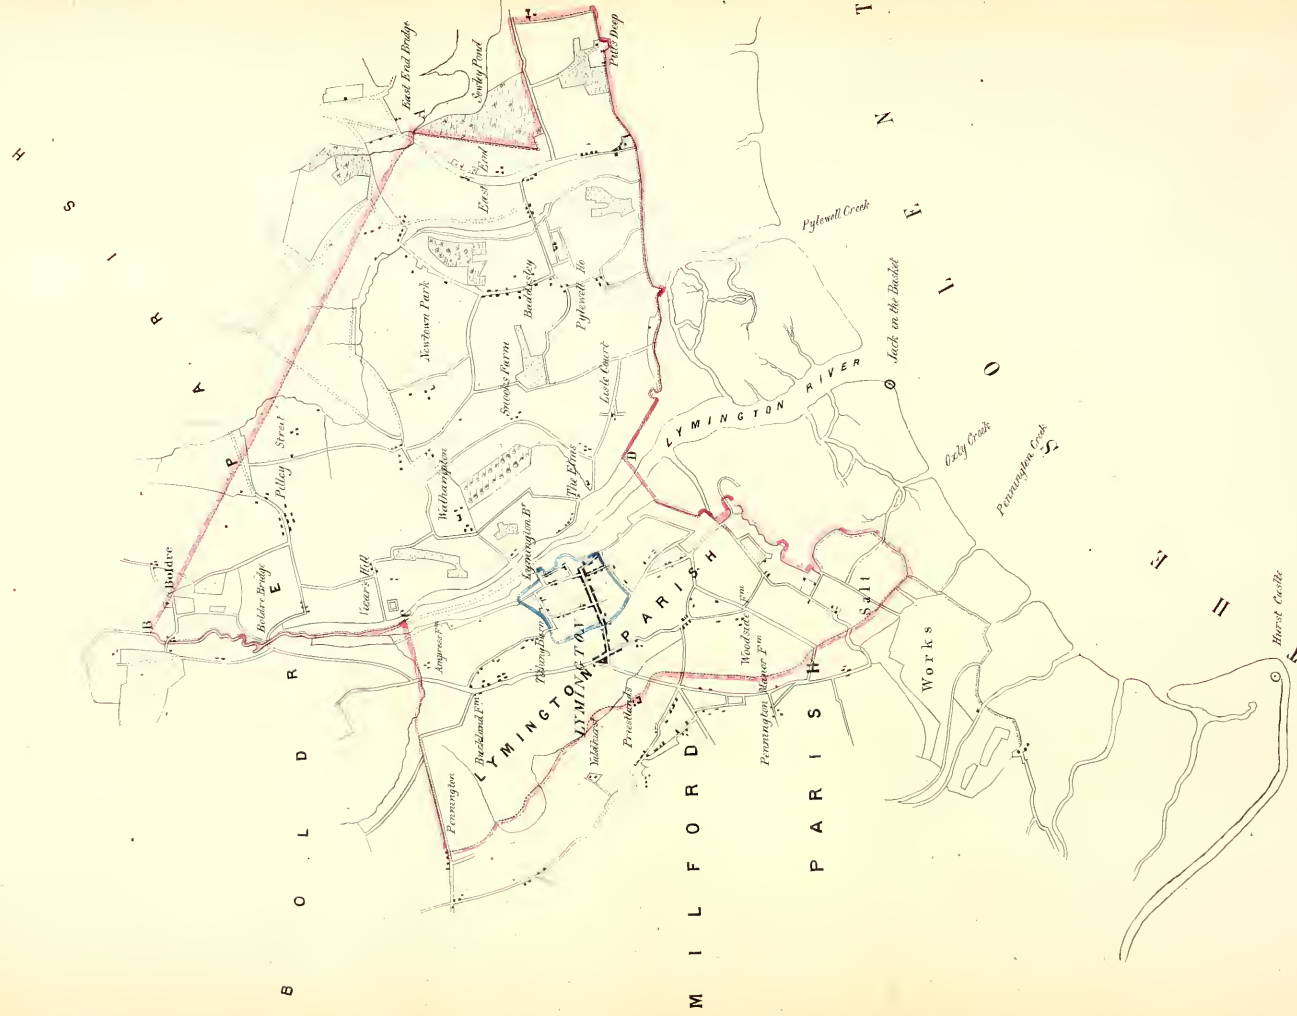 BOLDRE PARISH
LYMINGTON PARISH
MILFORD PARISH
THE SOLENT
East End Bridge
A
Sowley Pond
Pitts Deep
East End
Pylewell Creek
Newtown Park
Baddesley
Pylewell Ho
Jack in the Basket
Snooks Farm
Lisle Court
LYMINGTON RIVER
Pilley Street
Walhampton
The Elms
D
Oxby Creek
Pennington Creek
B
Boldre
Boldre Bridge
Vicars Hill
C
Lymington Br
Ampress Fm
LYMINGTON
Buckland Fm
Yaldhurst
Priestlands
Woodside Fm
Pennington Manor Fm
Pennington
Salt
Works
Hurst Castle